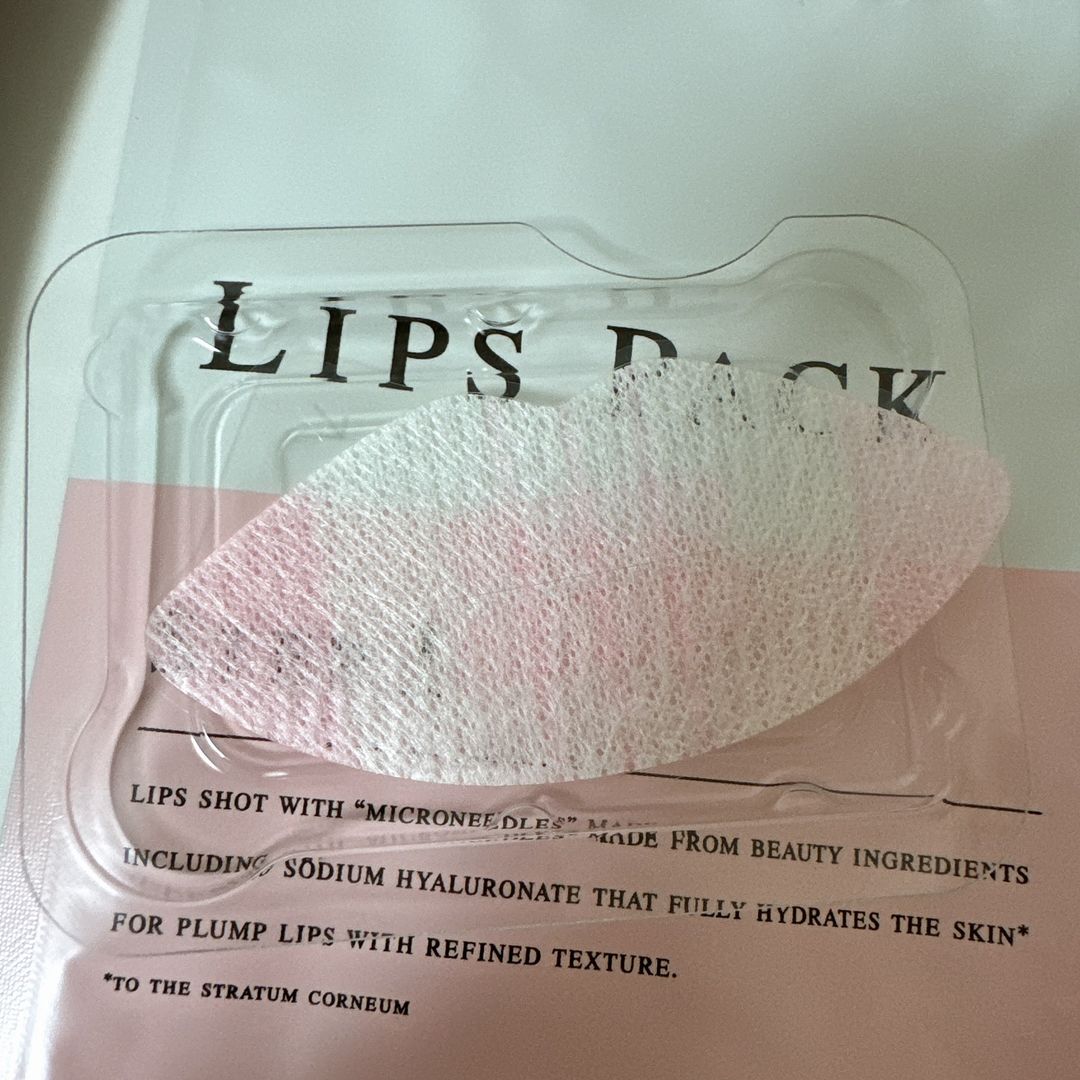 LIPS PACK
LIPS SHOT WITH “MICRONEEDLES” MADE FROM BEAUTY INGREDIENTS
INCLUDING SODIUM HYALURONATE THAT FULLY HYDRATES THE SKIN*
FOR PLUMP LIPS WITH REFINED TEXTURE.
*TO THE STRATUM CORNEUM